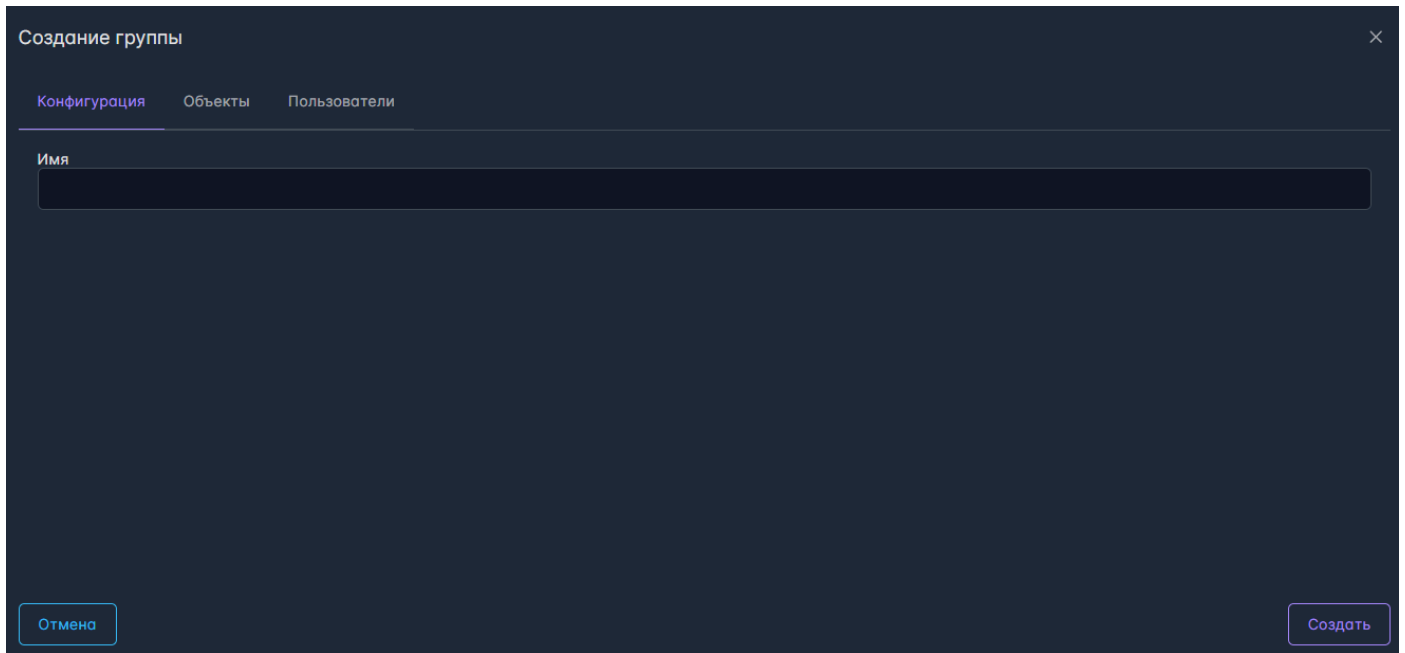 Создание группы
Конфигурация Объекты Пользователи
Имя
Отмена Создать